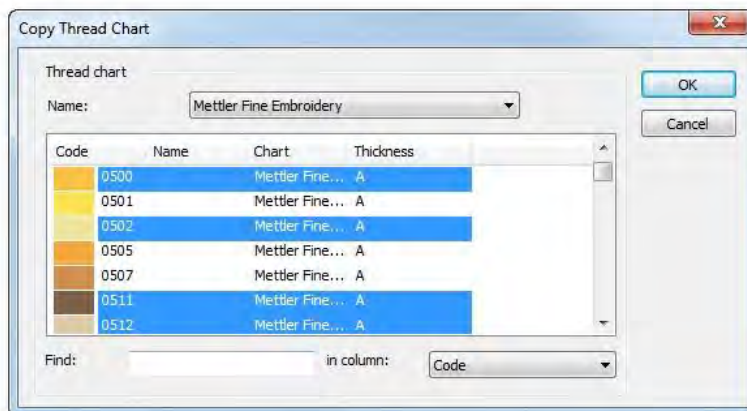 Copy Thread Chart
Thread chart
Name: Mettler Fine Embroidery
OK
Cancel
Code Name Chart Thickness
0500 Mettler Fine... A
0501 Mettler Fine... A
0502 Mettler Fine... A
0505 Mettler Fine... A
0507 Mettler Fine... A
0511 Mettler Fine... A
0512 Mettler Fine... A
Find: in column: Code